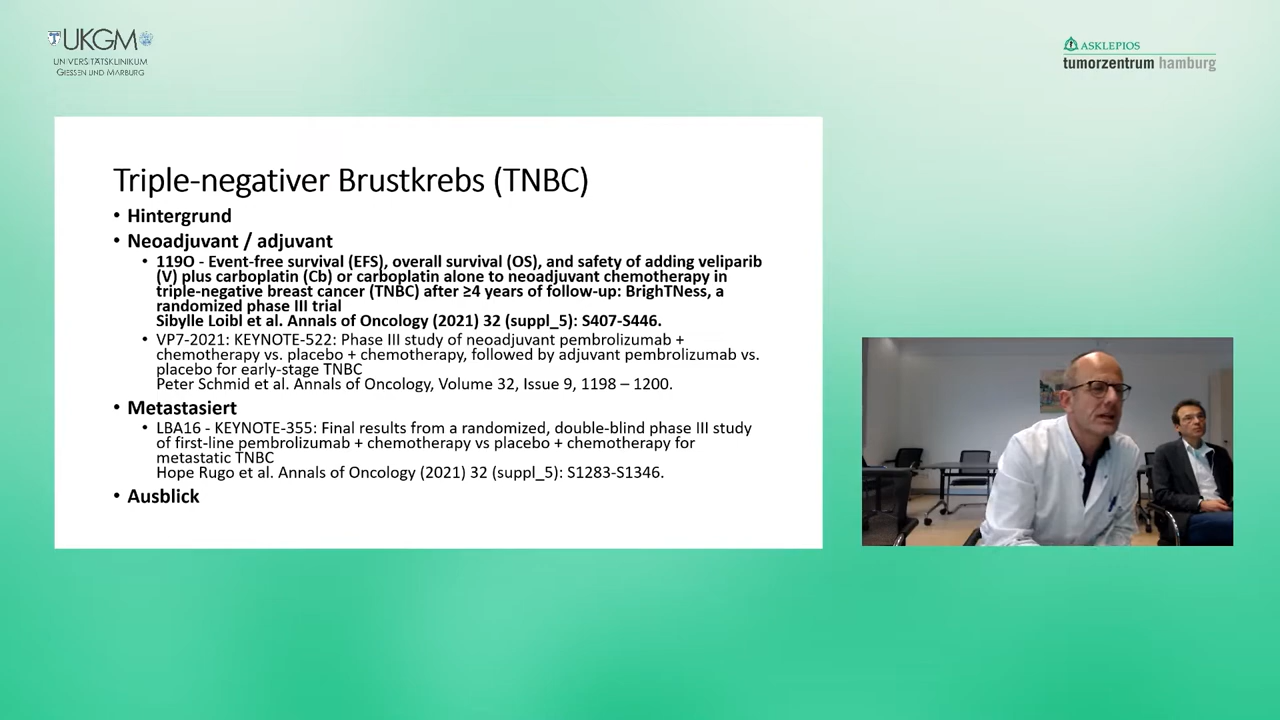 UKGM
UNIVERSITÄTSKLINIKUM
GIESSEN UND MARBURG
ASKLEPIOS
tumorzentrum hamburg
Triple-negativer Brustkrebs (TNBC)
• Hintergrund
• Neoadjuvant / adjuvant
• 119O - Event-free survival (EFS), overall survival (OS), and safety of adding veliparib
(V) plus carboplatin (Cb) or carboplatin alone to neoadjuvant chemotherapy in
triple-negative breast cancer (TNBC) after ≥4 years of follow-up: BrighTNess, a
randomized phase III trial
Sibylle Loibl et al. Annals of Oncology (2021) 32 (suppl_5): S407-S446.
• VP7-2021: KEYNOTE-522: Phase III study of neoadjuvant pembrolizumab +
chemotherapy vs. placebo + chemotherapy, followed by adjuvant pembrolizumab vs.
placebo for early-stage TNBC
Peter Schmid et al. Annals of Oncology, Volume 32, Issue 9, 1198 – 1200.
• Metastasiert
• LBA16 - KEYNOTE-355: Final results from a randomized, double-blind phase III study
of first-line pembrolizumab + chemotherapy vs placebo + chemotherapy for
metastatic TNBC
Hope Rugo et al. Annals of Oncology (2021) 32 (suppl_5): S1283-S1346.
• Ausblick